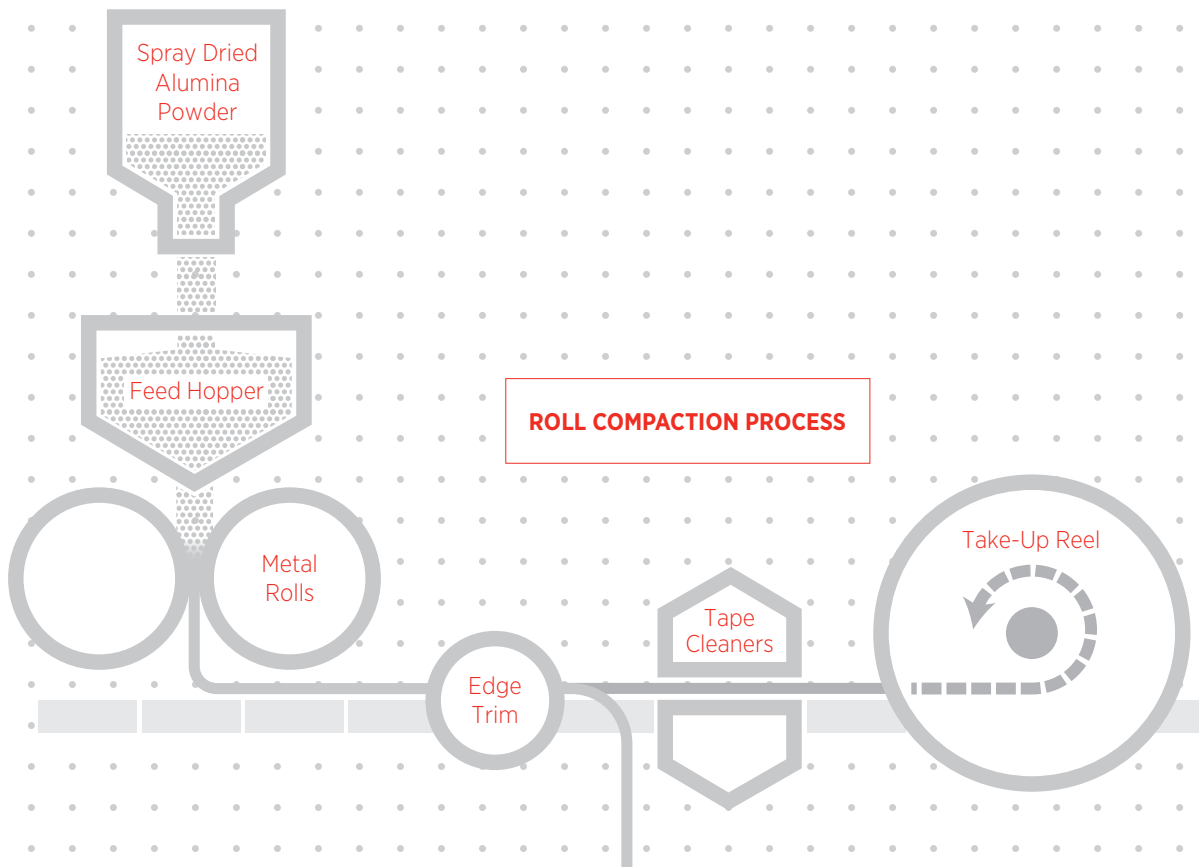 Spray Dried
Alumina
Powder
Feed Hopper
ROLL COMPACTION PROCESS
Metal
Rolls
Take-Up Reel
Tape
Cleaners
Edge
Trim